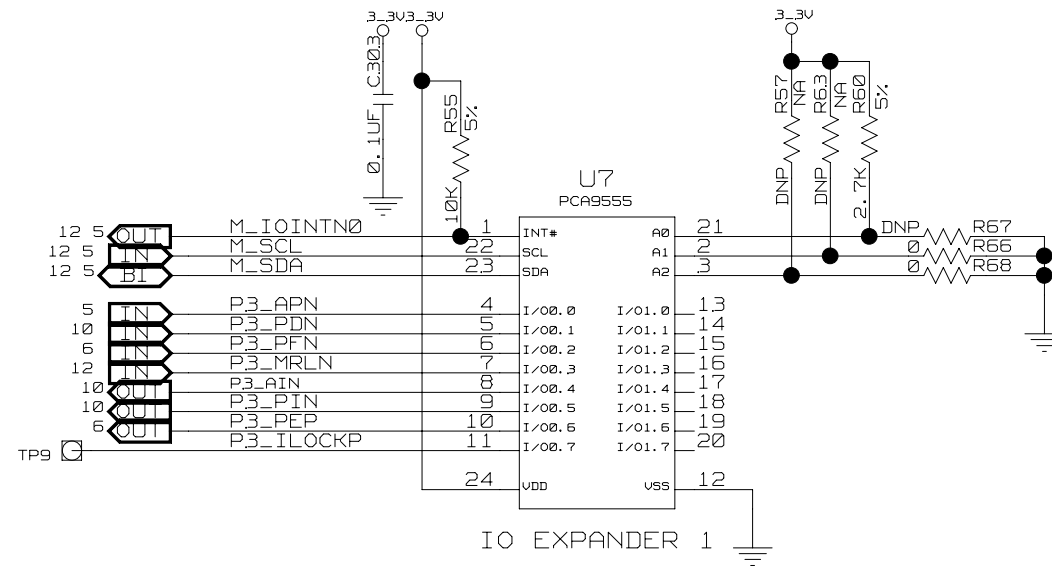 3_3V 3_3V
3_3V
C303
0.1UF
R55
5%
10K
R57
NA
DNP
R63
NA
DNP
R60
5%
2.7K
U7
PCA9555
12 5 OUT M_IOINTN0 1 INT# A0 21 DNP R67
12 5 IN M_SCL 22 SCL A1 2 0 R66
12 5 BI M_SDA 23 SDA A2 3 0 R68
5 IN P3_APN 4 I/O0.0 I/O1.0 13
10 IN P3_PDN 5 I/O0.1 I/O1.1 14
6 IN P3_PFN 6 I/O0.2 I/O1.2 15
12 IN P3_MRLN 7 I/O0.3 I/O1.3 16
10 OUT P3_AIN 8 I/O0.4 I/O1.4 17
10 OUT P3_PIN 9 I/O0.5 I/O1.5 18
6 OUT P3_PEP 10 I/O0.6 I/O1.6 19
TP9 P3_ILOCKP 11 I/O0.7 I/O1.7 20
24 VDD VSS 12
IO EXPANDER 1